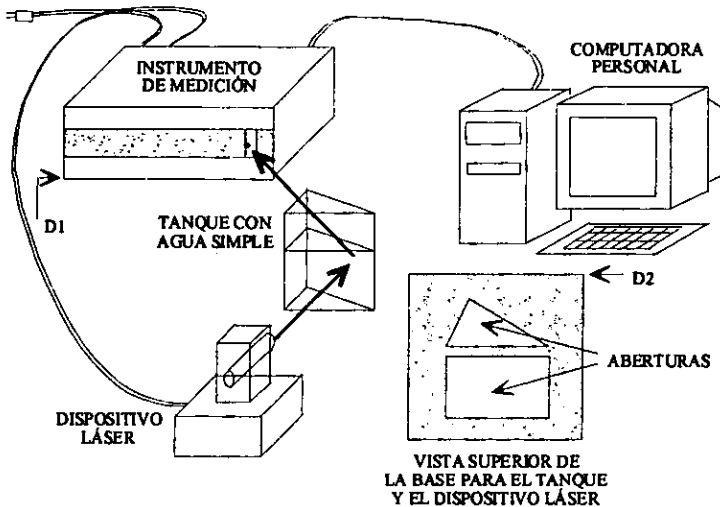 INSTRUMENTO
DE MEDICIÓN
COMPUTADORA
PERSONAL
D1
TANQUE CON
AGUA SIMPLE
D2
ABERTURAS
DISPOSITIVO
LÁSER
VISTA SUPERIOR DE
LA BASE PARA EL TANQUE
Y EL DISPOSITIVO LÁSER